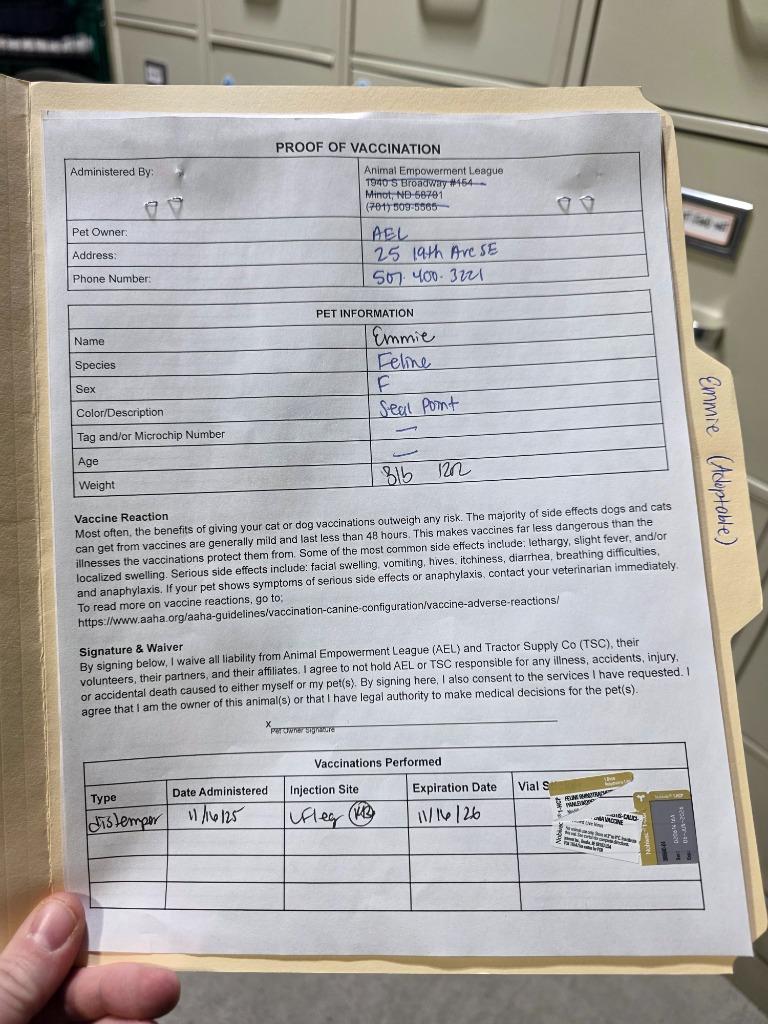 PROOF OF VACCINATION
Administered By:
Animal Empowerment League
1940 S Broadway #154
Minot, ND 58701
(701) 509-5565
Pet Owner: AEL
Address: 25 19th Ave SE
Phone Number: 507-400-3221
PET INFORMATION
Name Emmie
Species Feline
Sex F
Color/Description Seal Point
Tag and/or Microchip Number —
Age —
Weight 8lb 12oz
Vaccine Reaction
Most often, the benefits of giving your cat or dog vaccinations outweigh any risk. The majority of side effects dogs and cats
can get from vaccines are generally mild and last less than 48 hours. This makes vaccines far less dangerous than the
illnesses the vaccinations protect them from. Some of the most common side effects include: lethargy, slight fever, and/or
localized swelling. Serious side effects include: facial swelling, vomiting, hives, itchiness, diarrhea, breathing difficulties,
and anaphylaxis. If your pet shows symptoms of serious side effects or anaphylaxis, contact your veterinarian immediately.
To read more on vaccine reactions, go to:
https://www.aaha.org/aaha-guidelines/vaccination-canine-configuration/vaccine-adverse-reactions/
Signature & Waiver
By signing below, I waive all liability from Animal Empowerment League (AEL) and Tractor Supply Co (TSC), their
volunteers, their partners, and their affiliates. I agree to not hold AEL or TSC responsible for any illness, accidents, injury,
or accidental death caused to either myself or my pet(s). By signing here, I also consent to the services I have requested. I
agree that I am the owner of this animal(s) or that I have legal authority to make medical decisions for the pet(s).
x
Pet Owner Signature
Vaccinations Performed
Type Date Administered Injection Site Expiration Date Vial
distemper 11/16/25 LF leg 11/16/26
Nobivac
Emmie (Adoptable)